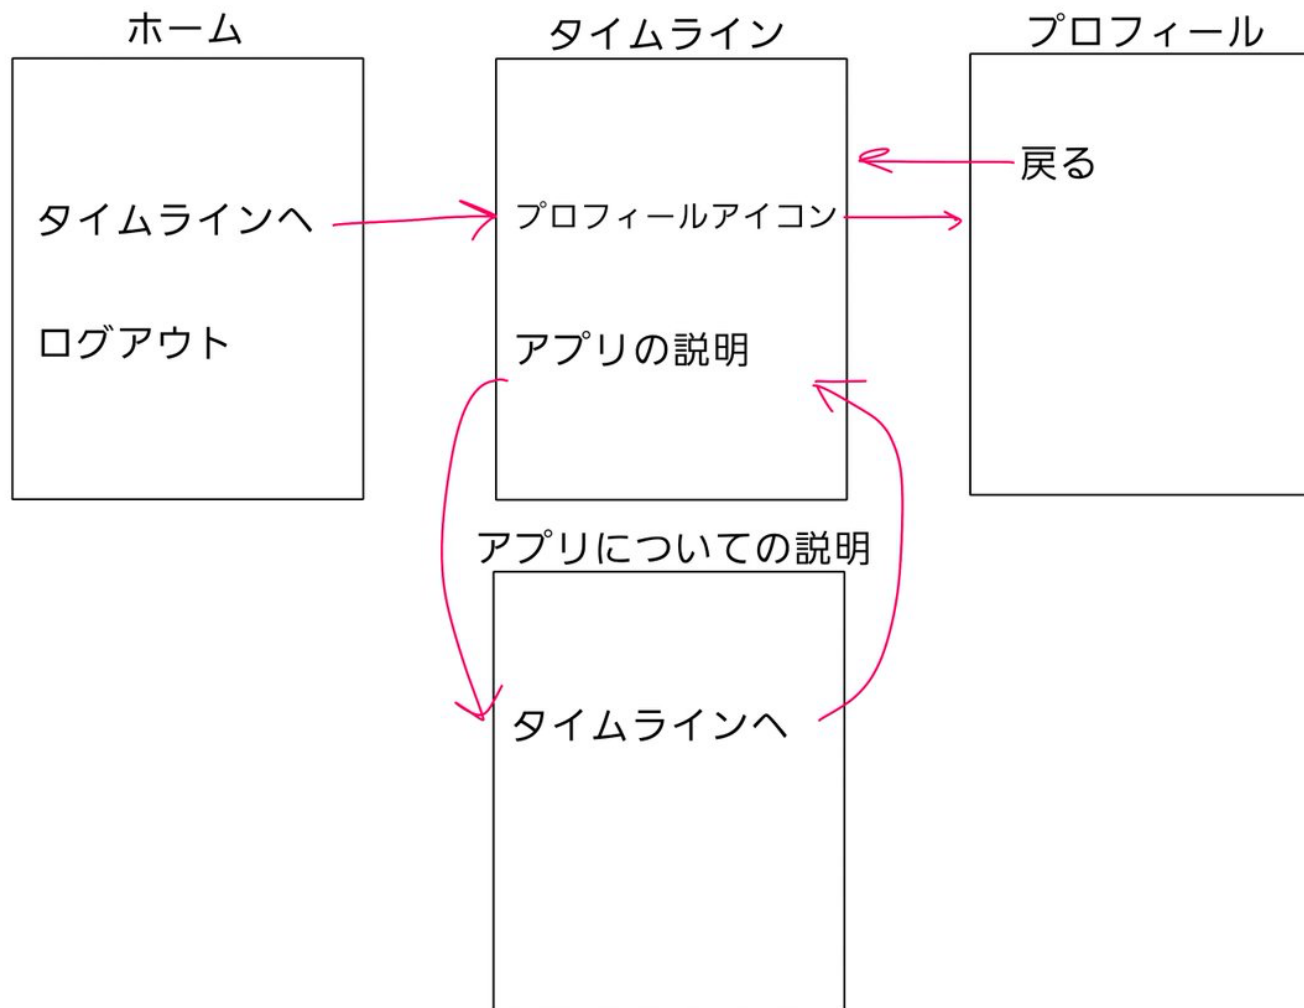 ホーム
タイムラインへ
ログアウト
タイムライン
プロフィールアイコン
アプリの説明
プロフィール
戻る
アプリについての説明
タイムラインへ